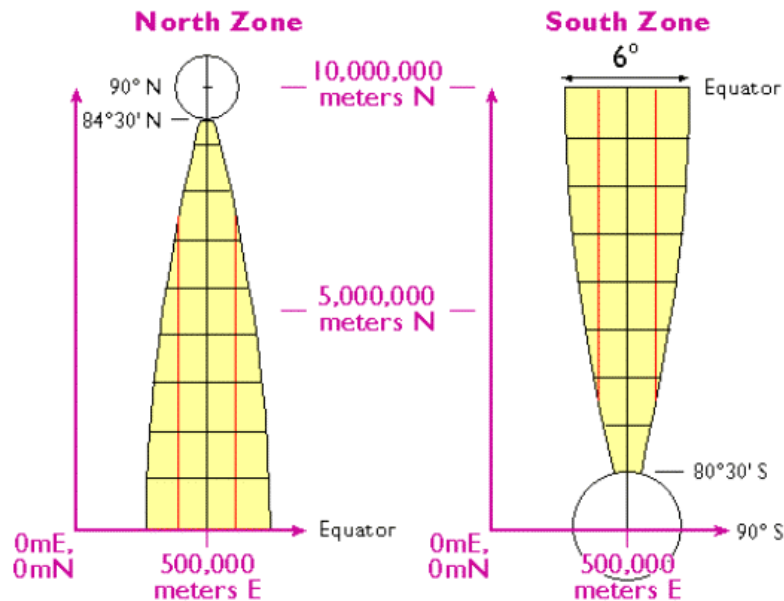 North Zone
South Zone
6°
90° N
84°30' N
10,000,000
meters N
Equator
5,000,000
meters N
80°30' S
Equator
90° S
0mE,
0mN
500,000
meters E
0mE,
0mN
500,000
meters E